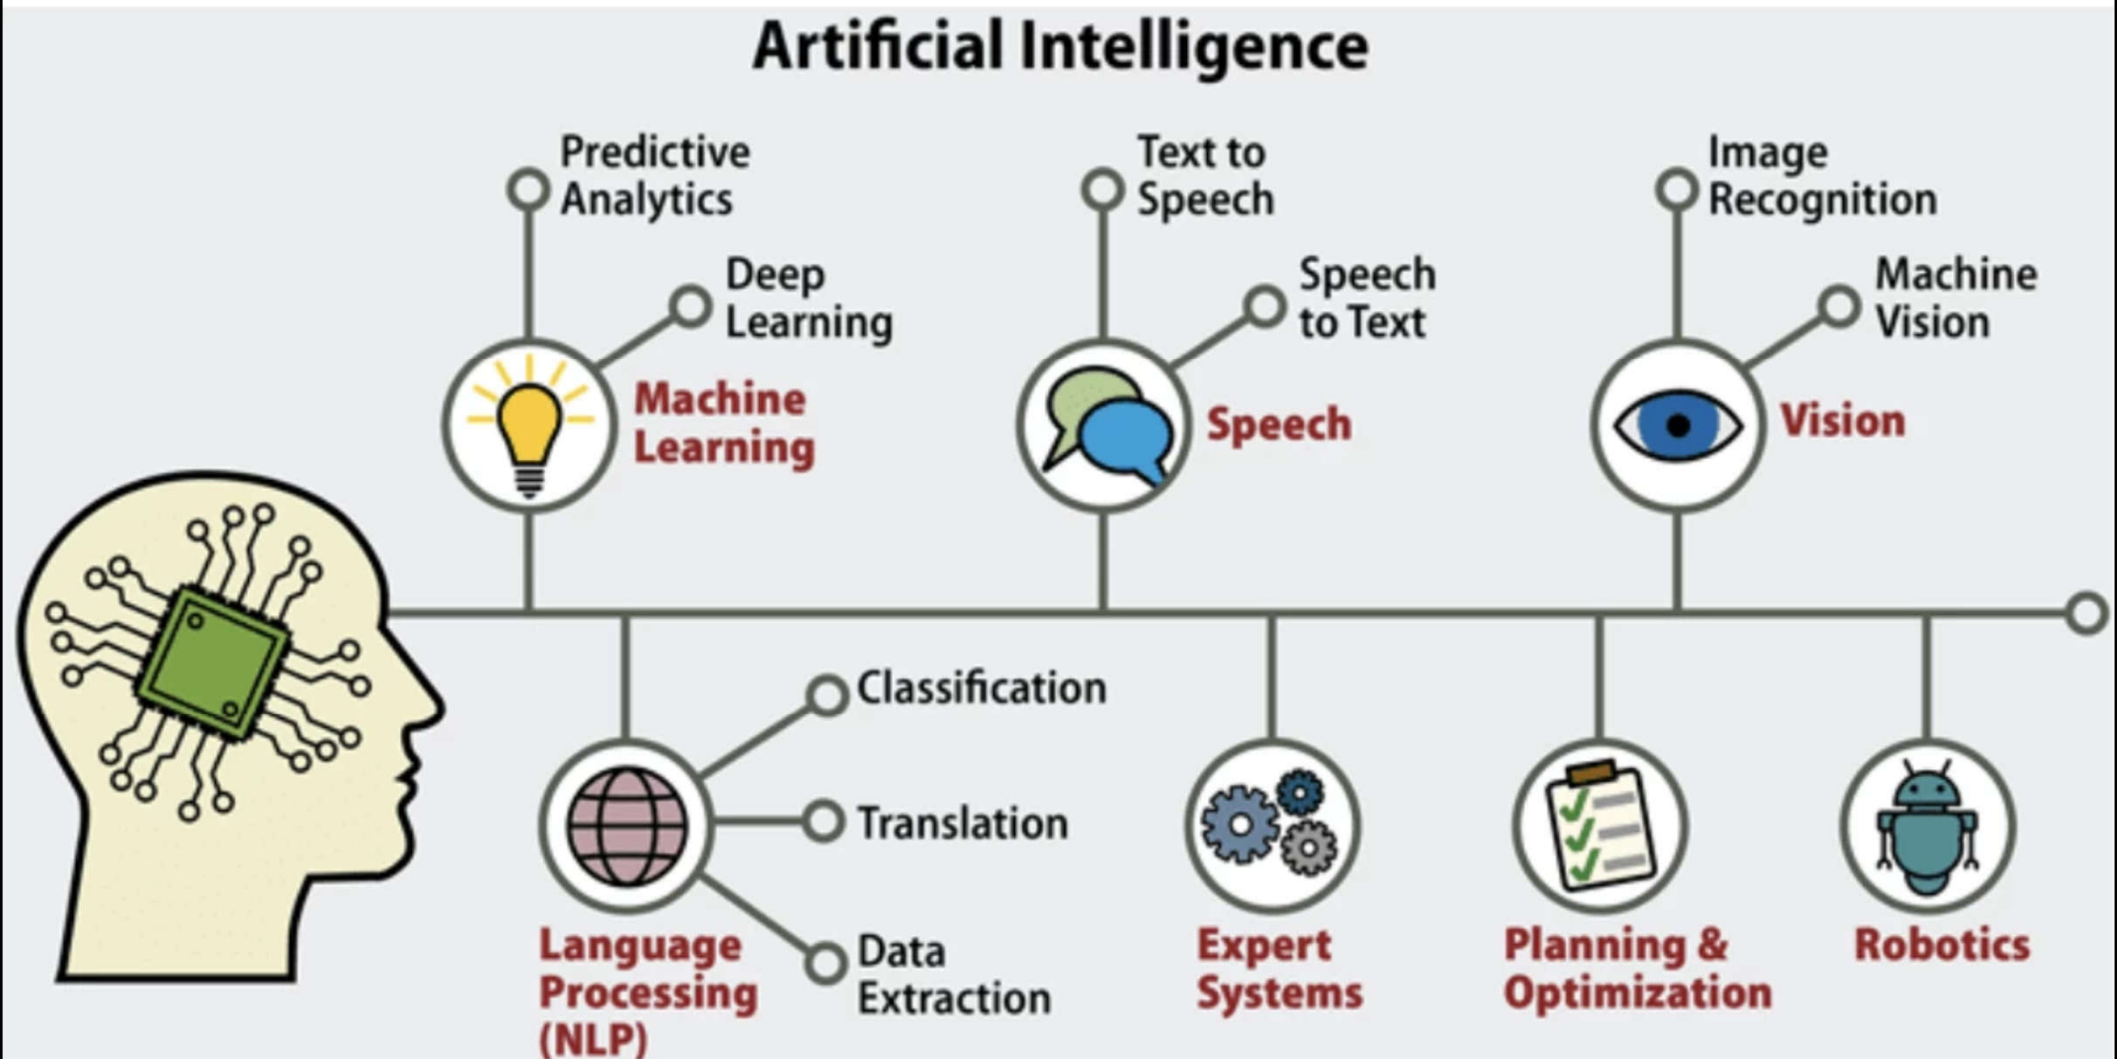 Artificial Intelligence
Predictive
Analytics
Deep
Learning
Machine
Learning
Text to
Speech
Speech
to Text
Speech
Image
Recognition
Machine
Vision
Vision
Classification
Translation
Data
Extraction
Language
Processing
(NLP)
Expert
Systems
Planning &
Optimization
Robotics